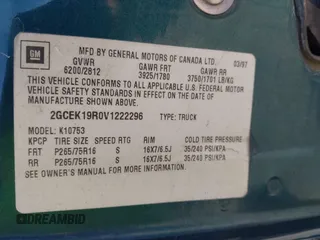 GM
MFD BY GENERAL MOTORS OF CANADA LTD. 03/97
GVWR GAWR FRT GAWR RR
6200/2812 3925/1780 3750/1701 LB/KG
THIS VEHICLE CONFORMS TO ALL APPLICABLE U.S. FEDERAL MOTOR
VEHICLE SAFETY STANDARDS IN EFFECT ON THE DATE OF
MANUFACTURE SHOWN ABOVE.
2GCEK19R0V1222296 TYPE: TRUCK
MODEL: K10753
KPCP TIRE SIZE SPEED RTG RIM COLD TIRE PRESSURE
FRT P265/75R16 S 16X7/6.5J 35/240 PSI/KPA
RR P265/75R16 S 16X7/6.5J 35/240 PSI/KPA
SEE OWNER'S MANUAL FOR MORE INFORMATION.
DREAMBID